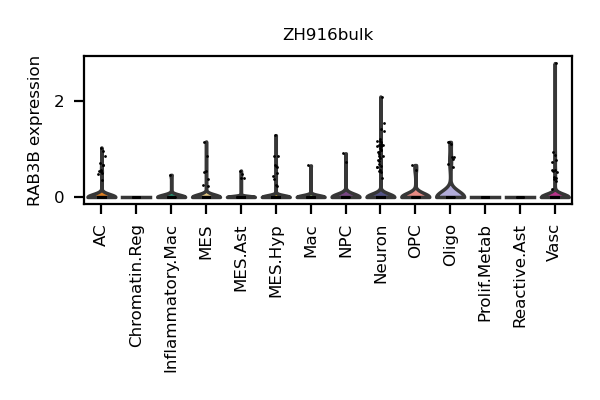 ZH916bulk
RAB3B expression
2
0
AC
Chromatin.Reg
Inflammatory.Mac
MES
MES.Ast
MES.Hyp
Mac
NPC
Neuron
OPC
Oligo
Prolif.Metab
Reactive.Ast
Vasc